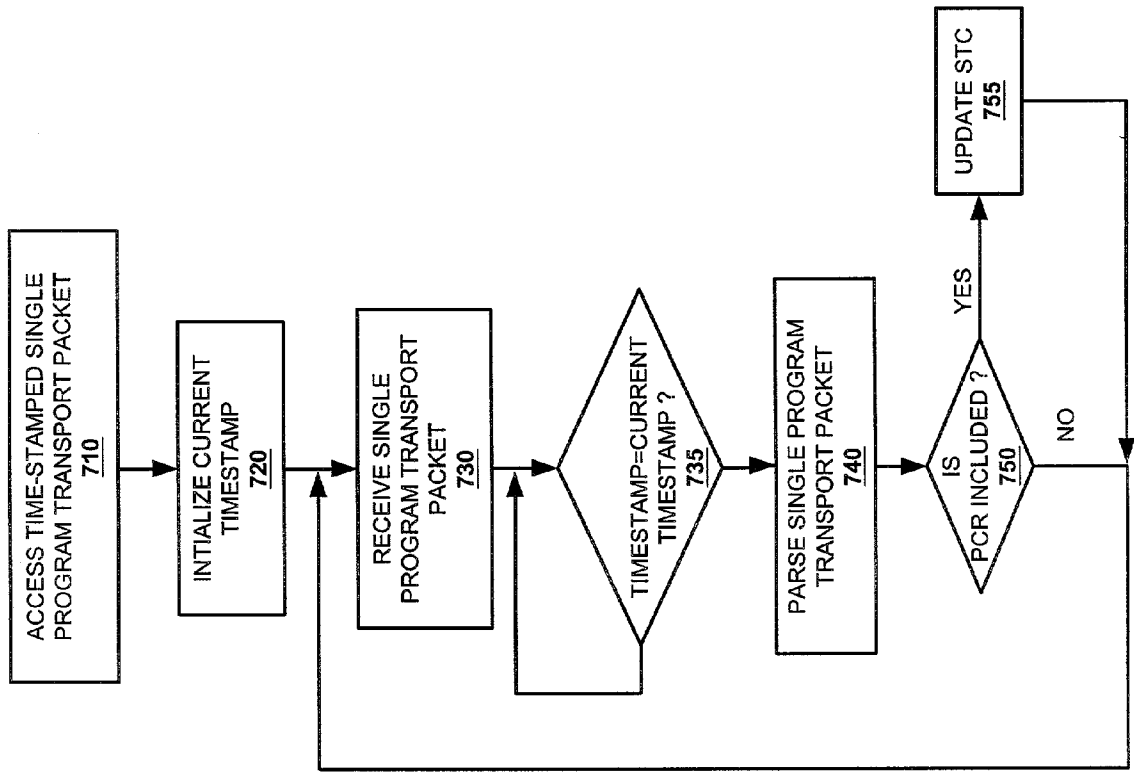 ACCESS TIME-STAMPED SINGLE
PROGRAM TRANSPORT PACKET
710
INTIALIZE CURRENT
TIMESTAMP
720
RECEIVE SINGLE
PROGRAM TRANSPORT
PACKET
730
TIMESTAMP=CURRENT
TIMESTAMP ?
735
PARSE SINGLE PROGRAM
TRANSPORT PACKET
740
IS
PCR INCLUDED ?
750
YES
NO
UPDATE STC
755